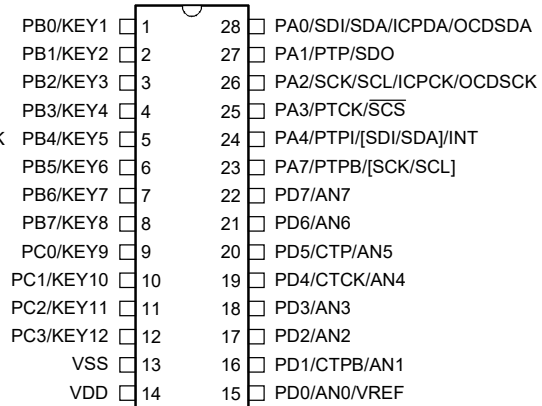 PB0/KEY1 1 28 PA0/SDI/SDA/ICPDA/OCDSDA
PB1/KEY2 2 27 PA1/PTP/SDO
PB2/KEY3 3 26 PA2/SCK/SCL/ICPCK/OCDSCK
PB3/KEY4 4 25 PA3/PTCK/S̅C̅S̅
K PB4/KEY5 5 24 PA4/PTPI/[SDI/SDA]/INT
PB5/KEY6 6 23 PA7/PTPB/[SCK/SCL]
PB6/KEY7 7 22 PD7/AN7
PB7/KEY8 8 21 PD6/AN6
PC0/KEY9 9 20 PD5/CTP/AN5
PC1/KEY10 10 19 PD4/CTCK/AN4
PC2/KEY11 11 18 PD3/AN3
PC3/KEY12 12 17 PD2/AN2
VSS 13 16 PD1/CTPB/AN1
VDD 14 15 PD0/AN0/VREF